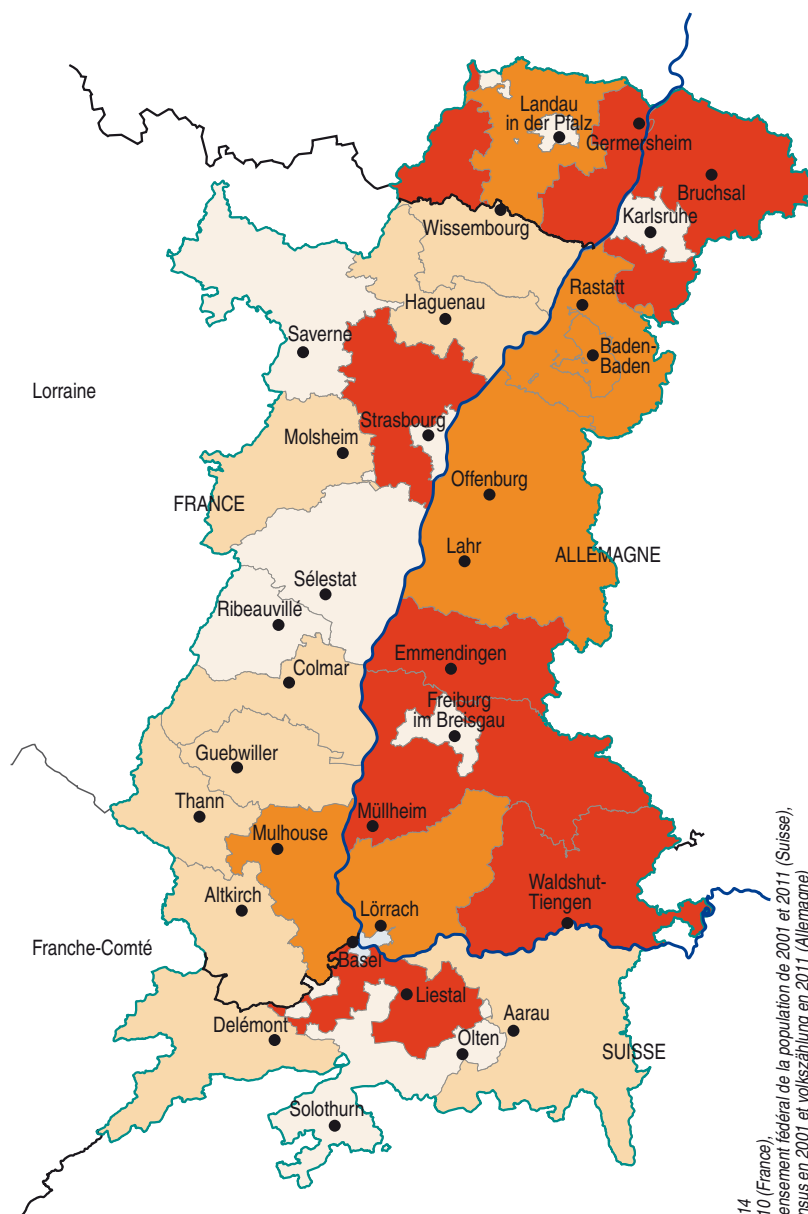 Landau
in der Pfalz
Germersheim
Bruchsal
Karlsruhe
Wissembourg
Rastatt
Haguenau
Baden-
Baden
Saverne
Lorraine
Strasbourg
Molsheim
Offenburg
FRANCE
Lahr
ALLEMAGNE
Sélestat
Ribeauvillé
Emmendingen
Colmar
Freiburg
im Breisgau
Guebwiller
Thann
Müllheim
Mulhouse
Waldshut-
Tiengen
Altkirch
Lörrach
Franche-Comté
Basel
Liestal
Aarau
Delémont
Olten
SUISSE
Solothurn
14
10 (France),
ensement fédéral de la population de 2001 et 2011 (Suisse),
nsus en 2001 et volkszählung en 2011 (Allemagne)